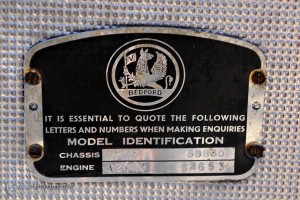 BEDFORD
IT IS ESSENTIAL TO QUOTE THE FOLLOWING
LETTERS AND NUMBERS WHEN MAKING ENQUIRIES
MODEL IDENTIFICATION
CHASSIS
ENGINE